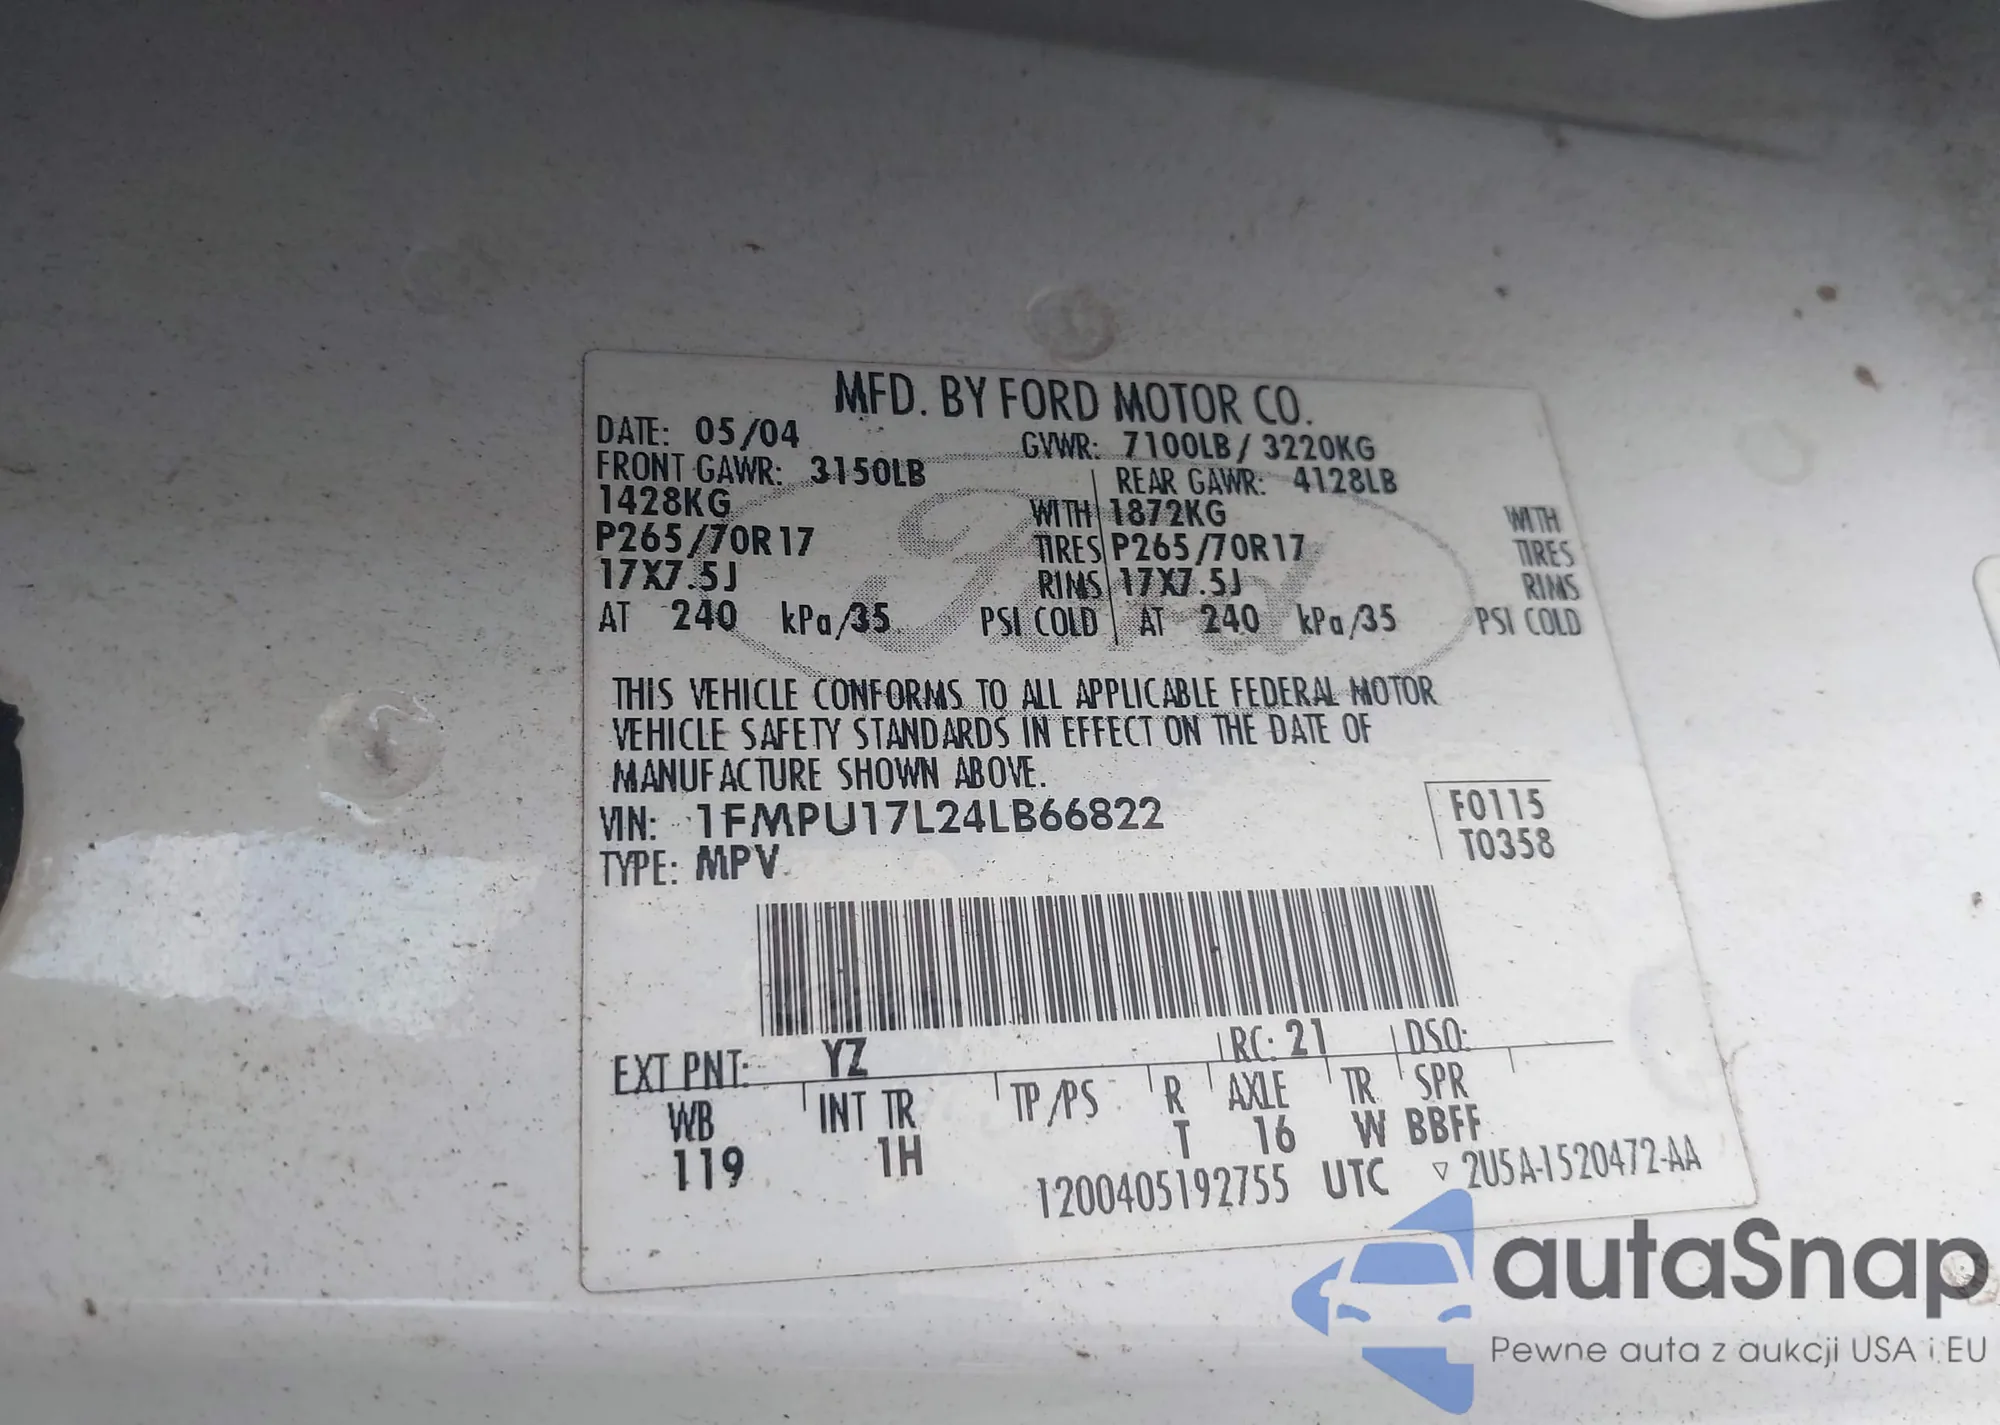 MFD. BY FORD MOTOR CO.
DATE: 05/04 GVWR: 7100LB / 3220KG
FRONT GAWR: 3150LB REAR GAWR: 4128LB
1428KG WITH 1872KG WITH
P265/70R17 TIRES P265/70R17 TIRES
17X7.5J RIMS 17X7.5J RIMS
AT 240 kPa/35 PSI COLD AT 240 kPa/35 PSI COLD
Ford
THIS VEHICLE CONFORMS TO ALL APPLICABLE FEDERAL MOTOR
VEHICLE SAFETY STANDARDS IN EFFECT ON THE DATE OF
MANUFACTURE SHOWN ABOVE.
VIN: 1FMPU17L24LB66822 F0115
TYPE: MPV T0358
EXT PNT: YZ RC: 21 DSO:
WB INT TR TP/PS R AXLE TR SPR
119 1H T 16 W BBFF
1200405192755 UTC ▽ 2U5A-1520472-AA
autaSnap
Pewne auta z aukcji USA i EU